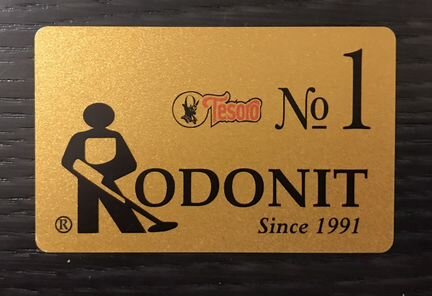 Tesoro
No 1
RODONIT
® Since 1991